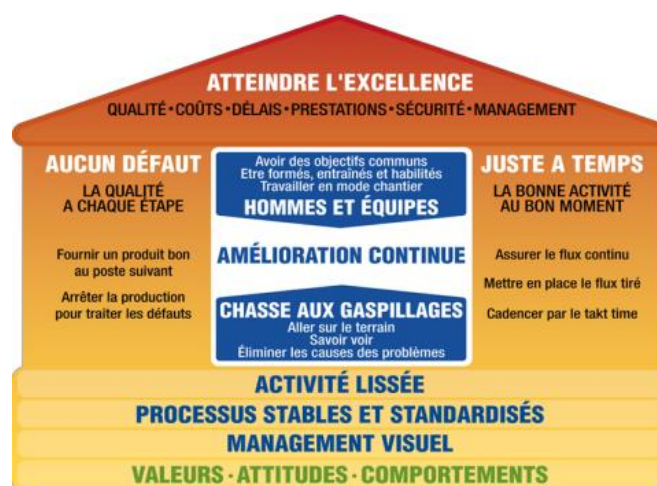 ATTEINDRE L'EXCELLENCE
QUALITÉ•COÛTS•DÉLAIS•PRESTATIONS•SÉCURITÉ•MANAGEMENT
AUCUN DÉFAUT
LA QUALITÉ
A CHAQUE ÉTAPE
Fournir un produit bon
au poste suivant
Arrêter la production
pour traiter les défauts
Avoir des objectifs communs
Etre formés, entraînés et habilités
Travailler en mode chantier
HOMMES ET ÉQUIPES
AMÉLIORATION CONTINUE
CHASSE AUX GASPILLAGES
Aller sur le terrain
Savoir voir
Éliminer les causes des problèmes
JUSTE A TEMPS
LA BONNE ACTIVITÉ
AU BON MOMENT
Assurer le flux continu
Mettre en place le flux tiré
Cadencer par le takt time
ACTIVITÉ LISSÉE
PROCESSUS STABLES ET STANDARDISÉS
MANAGEMENT VISUEL
VALEURS•ATTITUDES•COMPORTEMENTS